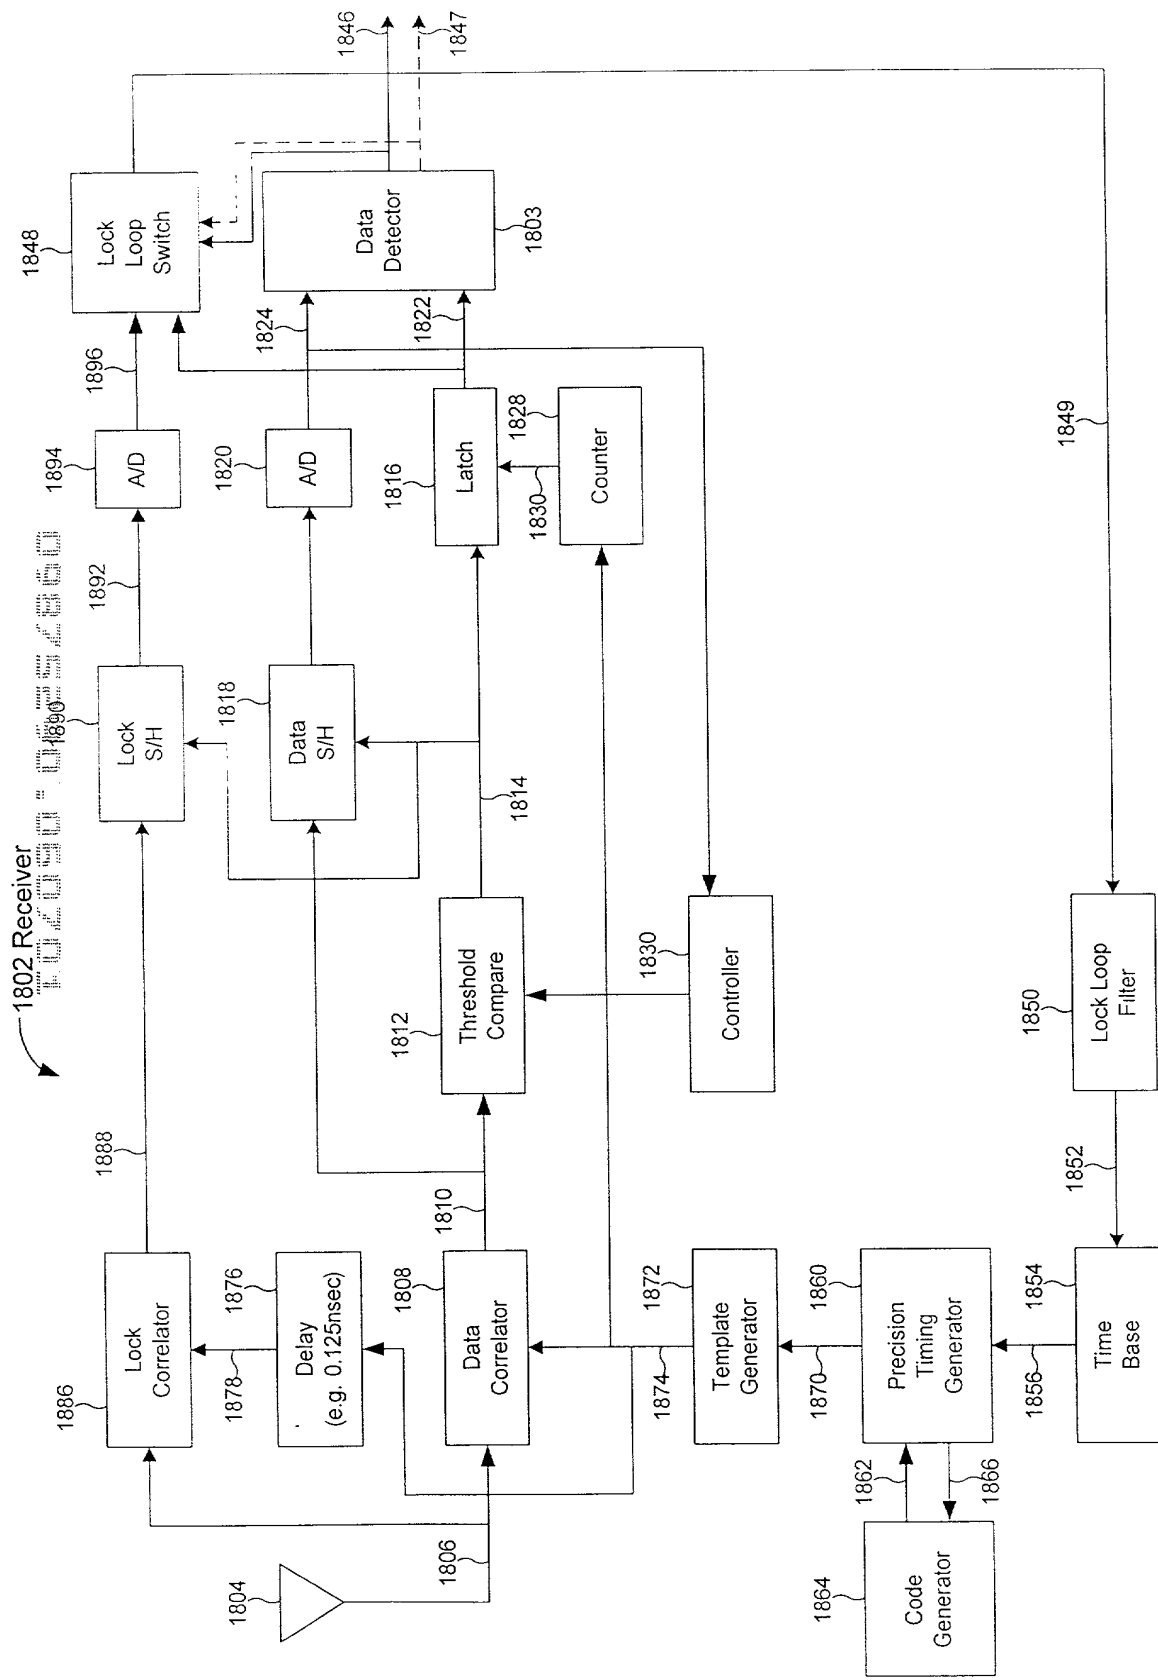 1802 Receiver
1848
Lock
Loop
Switch
1846
1847
Data
Detector
1803
1896
1824
1822
1894
A/D
1820
A/D
1816
Latch
1828
Counter
1830
1849
1892
1890
Lock
S/H
1818
Data
S/H
1814
1888
1812
Threshold
Compare
1830
Controller
1850
Lock Loop
Filter
1852
1810
1886
Lock
Correlator
1876
Delay
(e.g. 0.125nsec)
1878
1808
Data
Correlator
1872
Template
Generator
1874
1860
Precision
Timing
Generator
1870
1854
Time
Base
1856
1862
1866
1804
1806
1864
Code
Generator